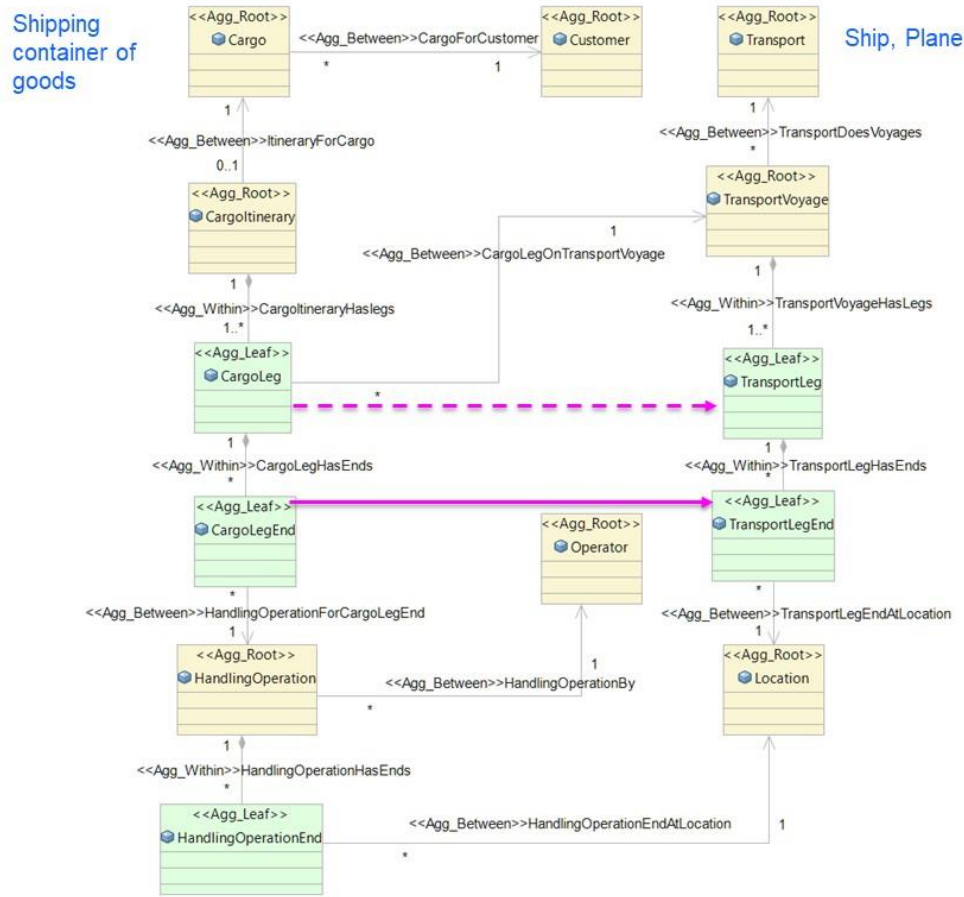 Shipping
container of
goods
<<Agg_Root>>
Cargo
<<Agg_Between>>CargoForCustomer
*
1
<<Agg_Root>>
Customer
<<Agg_Root>>
Transport
Ship, Plane
1
<<Agg_Between>>ItineraryForCargo
0..1
1
<<Agg_Between>>TransportDoesVoyages
*
<<Agg_Root>>
CargoItinerary
<<Agg_Root>>
TransportVoyage
1
<<Agg_Between>>CargoLegOnTransportVoyage
*
1
<<Agg_Within>>CargoItineraryHaslegs
1..*
1
<<Agg_Within>>TransportVoyageHasLegs
1..*
<<Agg_Leaf>>
CargoLeg
<<Agg_Leaf>>
TransportLeg
1
<<Agg_Within>>CargoLegHasEnds
*
1
<<Agg_Within>>TransportLegHasEnds
*
<<Agg_Leaf>>
CargoLegEnd
<<Agg_Root>>
Operator
<<Agg_Leaf>>
TransportLegEnd
*
<<Agg_Between>>HandlingOperationForCargoLegEnd
1
*
<<Agg_Between>>TransportLegEndAtLocation
1
<<Agg_Root>>
HandlingOperation
1
<<Agg_Between>>HandlingOperationBy
*
<<Agg_Root>>
Location
1
<<Agg_Within>>HandlingOperationHasEnds
*
<<Agg_Leaf>>
HandlingOperationEnd
<<Agg_Between>>HandlingOperationEndAtLocation
1
*